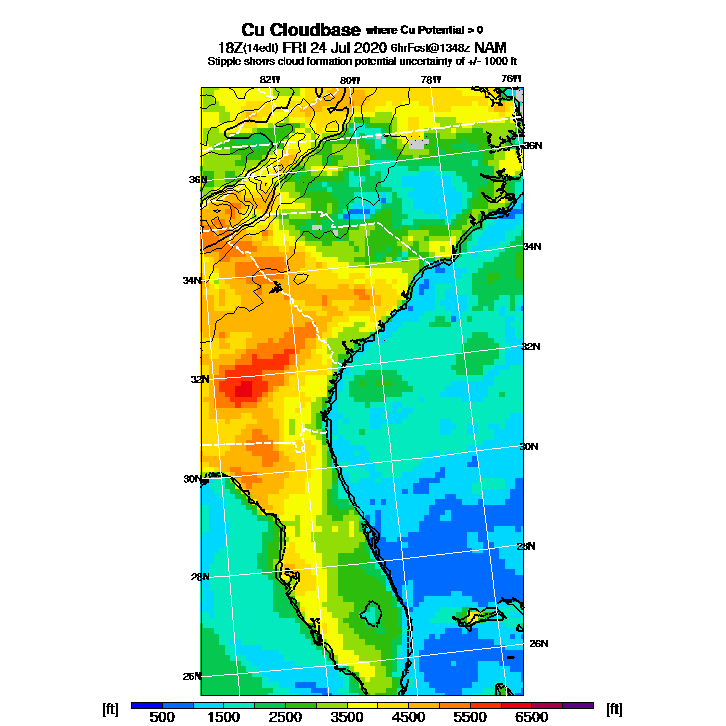 Cu Cloudbase where Cu Potential > 0
18Z(14edt) FRI 24 Jul 2020 6hrFcst@1348z NAM
Stipple shows cloud formation potential uncertainty of +/- 1000 ft
82W 80W 78W 76W
36N
36N
34N
34N
32N
32N
30N
30N
28N
28N
26N
26N
[ft] 500 1500 2500 3500 4500 5500 6500 [ft]